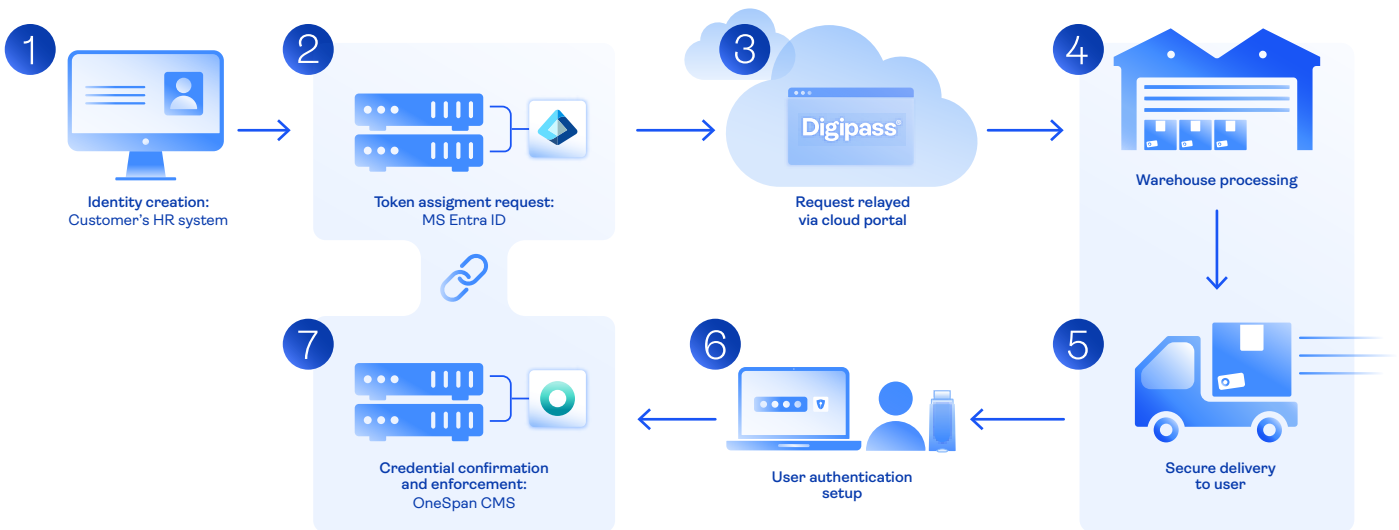 1
Identity creation:
Customer's HR system
2
Token assigment request:
MS Entra ID
3
Digipass®
Request relayed
via cloud portal
4
Warehouse processing
5
Secure delivery
to user
6
User authentication
setup
7
Credential confirmation
and enforcement:
OneSpan CMS